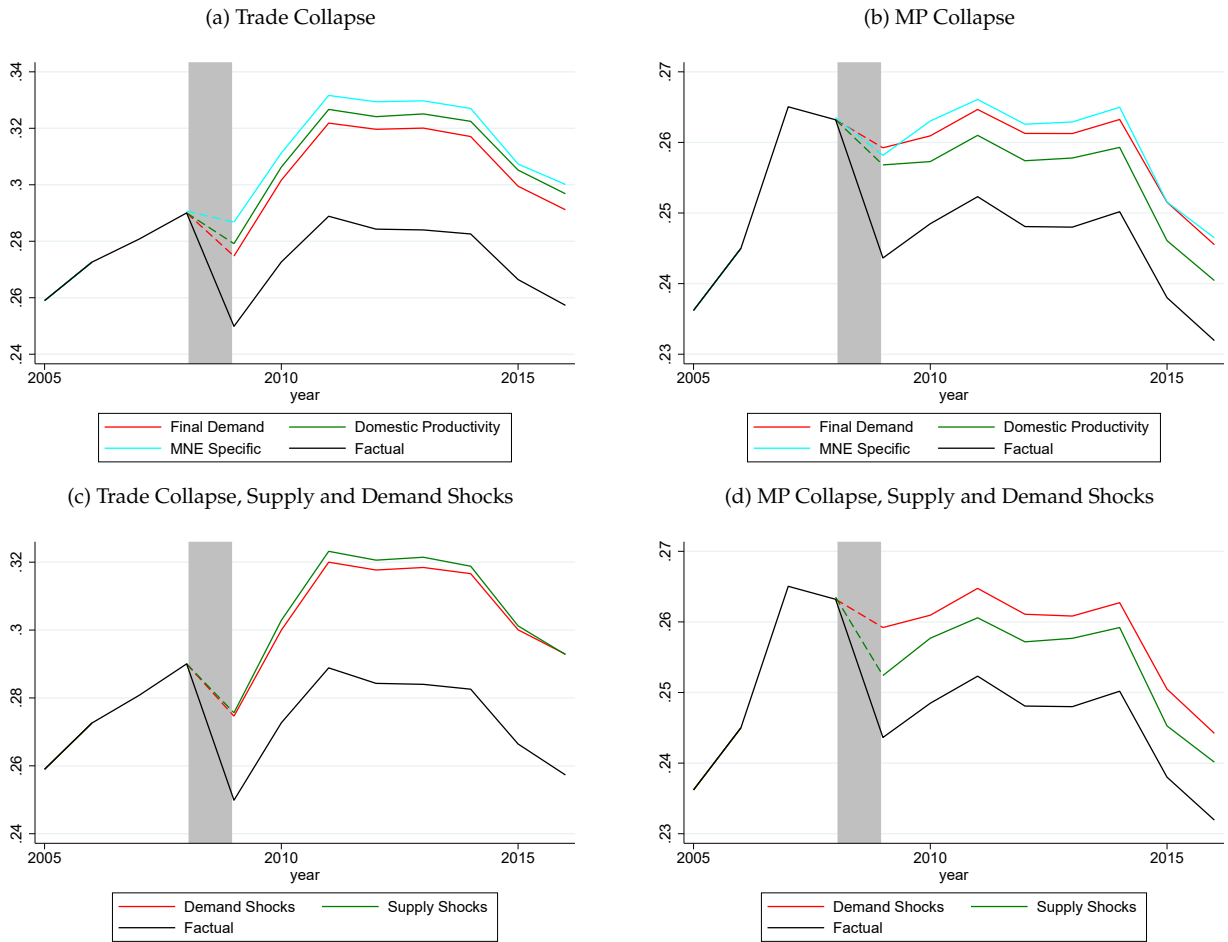 (a) Trade Collapse
.34
.32
.3
.28
.26
.24
2005
2010
2015
year
Final Demand
Domestic Productivity
MNE Specific
Factual
(b) MP Collapse
.27
.26
.25
.24
.23
2005
2010
2015
year
Final Demand
Domestic Productivity
MNE Specific
Factual
(c) Trade Collapse, Supply and Demand Shocks
.32
.3
.28
.26
.24
2005
2010
2015
year
Demand Shocks
Supply Shocks
Factual
(d) MP Collapse, Supply and Demand Shocks
.27
.26
.25
.24
.23
2005
2010
2015
year
Demand Shocks
Supply Shocks
Factual